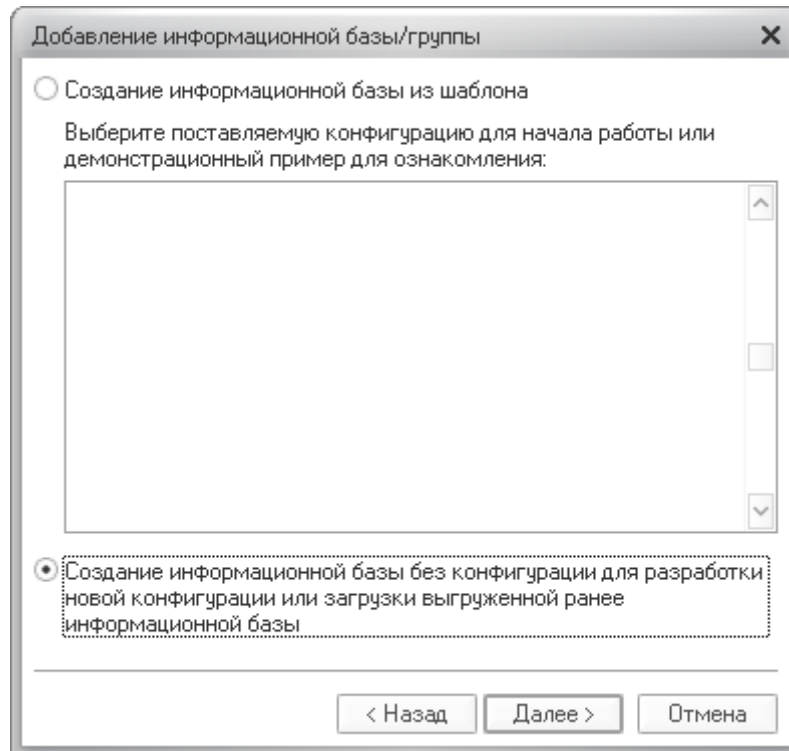 Добавление информационной базы/группы
Создание информационной базы из шаблона
Выберите поставляемую конфигурацию для начала работы или
демонстрационный пример для ознакомления:
Создание информационной базы без конфигурации для разработки
новой конфигурации или загрузки выгруженной ранее
информационной базы
< Назад Далее > Отмена